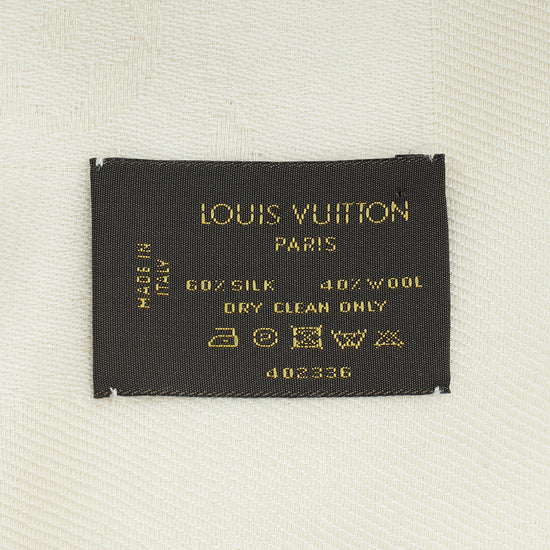 LOUIS VUITTON
PARIS
MADE IN
ITALY
60% SILK 40% WOOL
DRY CLEAN ONLY
402336